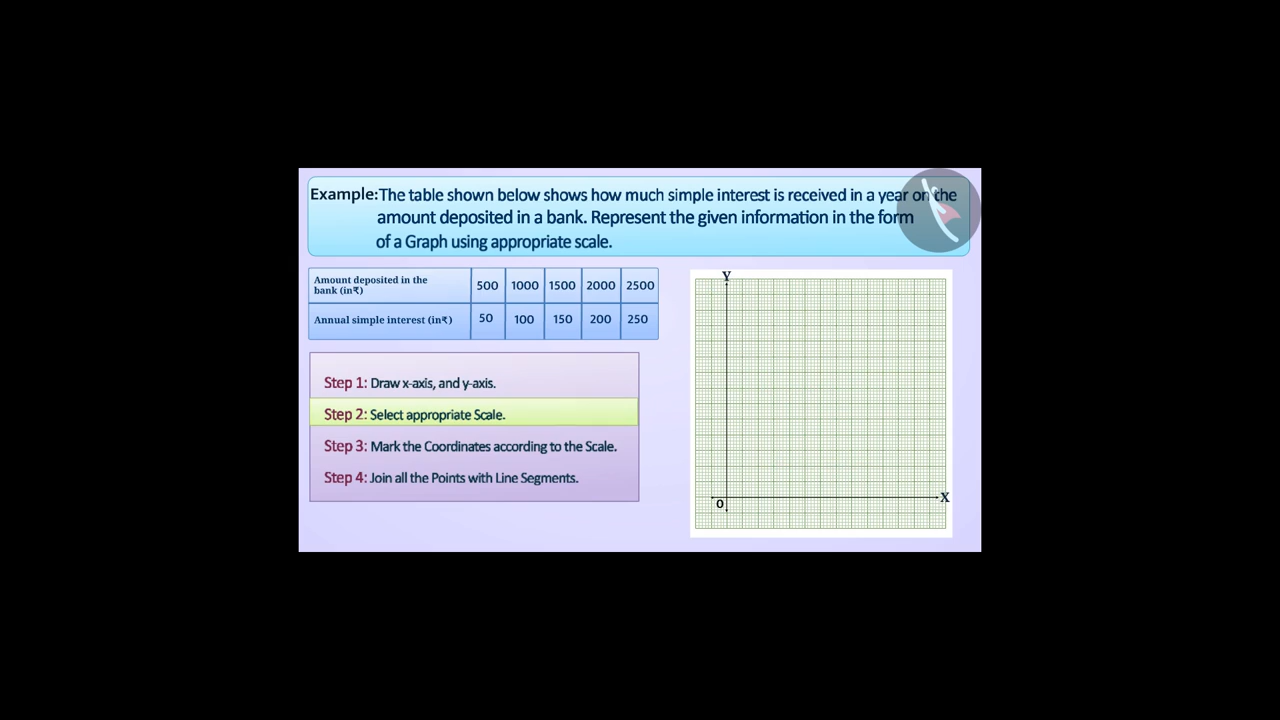 Example:The table shown below shows how much simple interest is received in a year on the
amount deposited in a bank. Represent the given information in the form
of a Graph using appropriate scale.
Amount deposited in the
bank (in₹)
500 1000 1500 2000 2500
Annual simple interest (in₹) 50 100 150 200 250
Step 1: Draw x-axis, and y-axis.
Step 2: Select appropriate Scale.
Step 3: Mark the Coordinates according to the Scale.
Step 4: Join all the Points with Line Segments.
Y
X
O